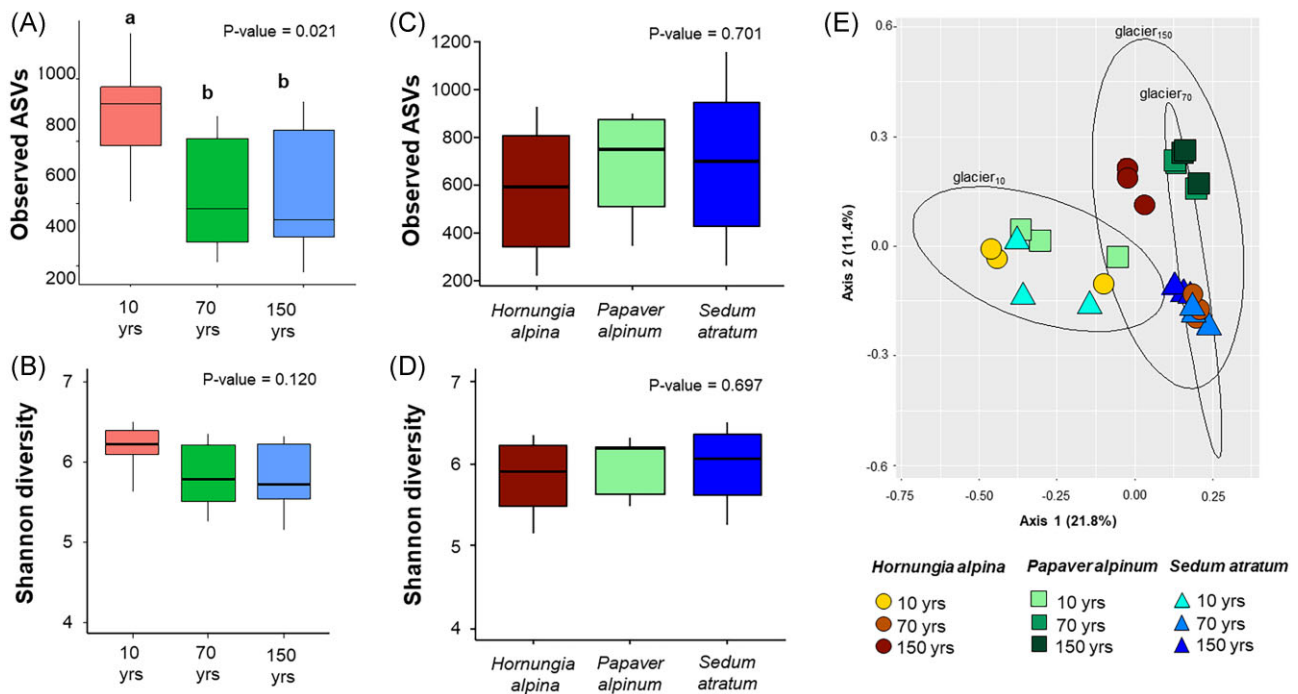 (A)
a
P-value = 0.021
b
b
Observed ASVs
1000
800
600
400
200
10 yrs
70 yrs
150 yrs
(B)
P-value = 0.120
Shannon diversity
7
6
5
4
10 yrs
70 yrs
150 yrs
(C)
P-value = 0.701
Observed ASVs
1200
1000
800
600
400
200
Hornungia alpina
Papaver alpinum
Sedum atratum
(D)
P-value = 0.697
Shannon diversity
7
6
5
4
Hornungia alpina
Papaver alpinum
Sedum atratum
(E)
glacier150
glacier70
glacier10
Axis 2 (11.4%)
0.6
0.3
0.0
-0.3
-0.6
-0.75
-0.50
-0.25
0.00
0.25
Axis 1 (21.8%)
Hornungia alpina
10 yrs
70 yrs
150 yrs
Papaver alpinum
10 yrs
70 yrs
150 yrs
Sedum atratum
10 yrs
70 yrs
150 yrs